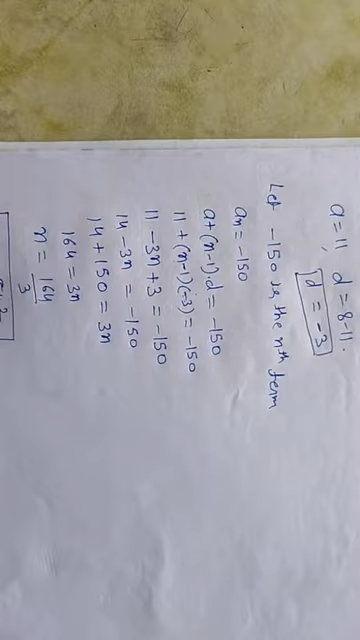 a = 11, d = 8-11.
d = -3
Let -150 is the nth term
an = -150
a + (n-1).d = -150
11 + (n-1)(-3) = -150
11 - 3n + 3 = -150
14 - 3n = -150
14 + 150 = 3n
164 = 3n
n = 164/3